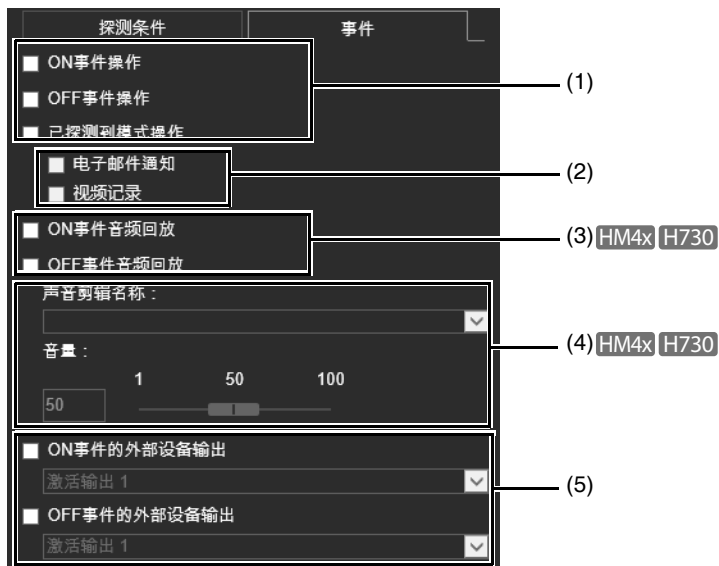 探测条件 事件
ON事件操作
(1)
OFF事件操作
已探测到模式操作
电子邮件通知
(2)
视频记录
ON事件音频回放
(3) HM4x H730
OFF事件音频回放
声音剪辑名称：
音量：
(4) HM4x H730
1 50 100
50
ON事件的外部设备输出
激活输出 1
(5)
OFF事件的外部设备输出
激活输出 1